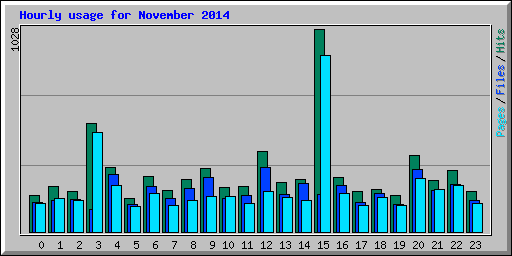 Hourly usage for November 2014
1028
Pages / Files / Hits
0 1 2 3 4 5 6 7 8 9 10 11 12 13 14 15 16 17 18 19 20 21 22 23